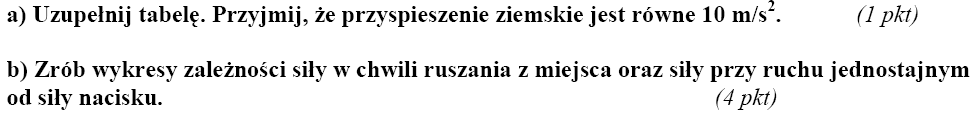 a) Uzupełnij tabelę. Przyjmij, że przyspieszenie ziemskie jest równe 10 m/s². (1 pkt)
b) Zrób wykresy zależności siły w chwili ruszania z miejsca oraz siły przy ruchu jednostajnym
od siły nacisku. (4 pkt)